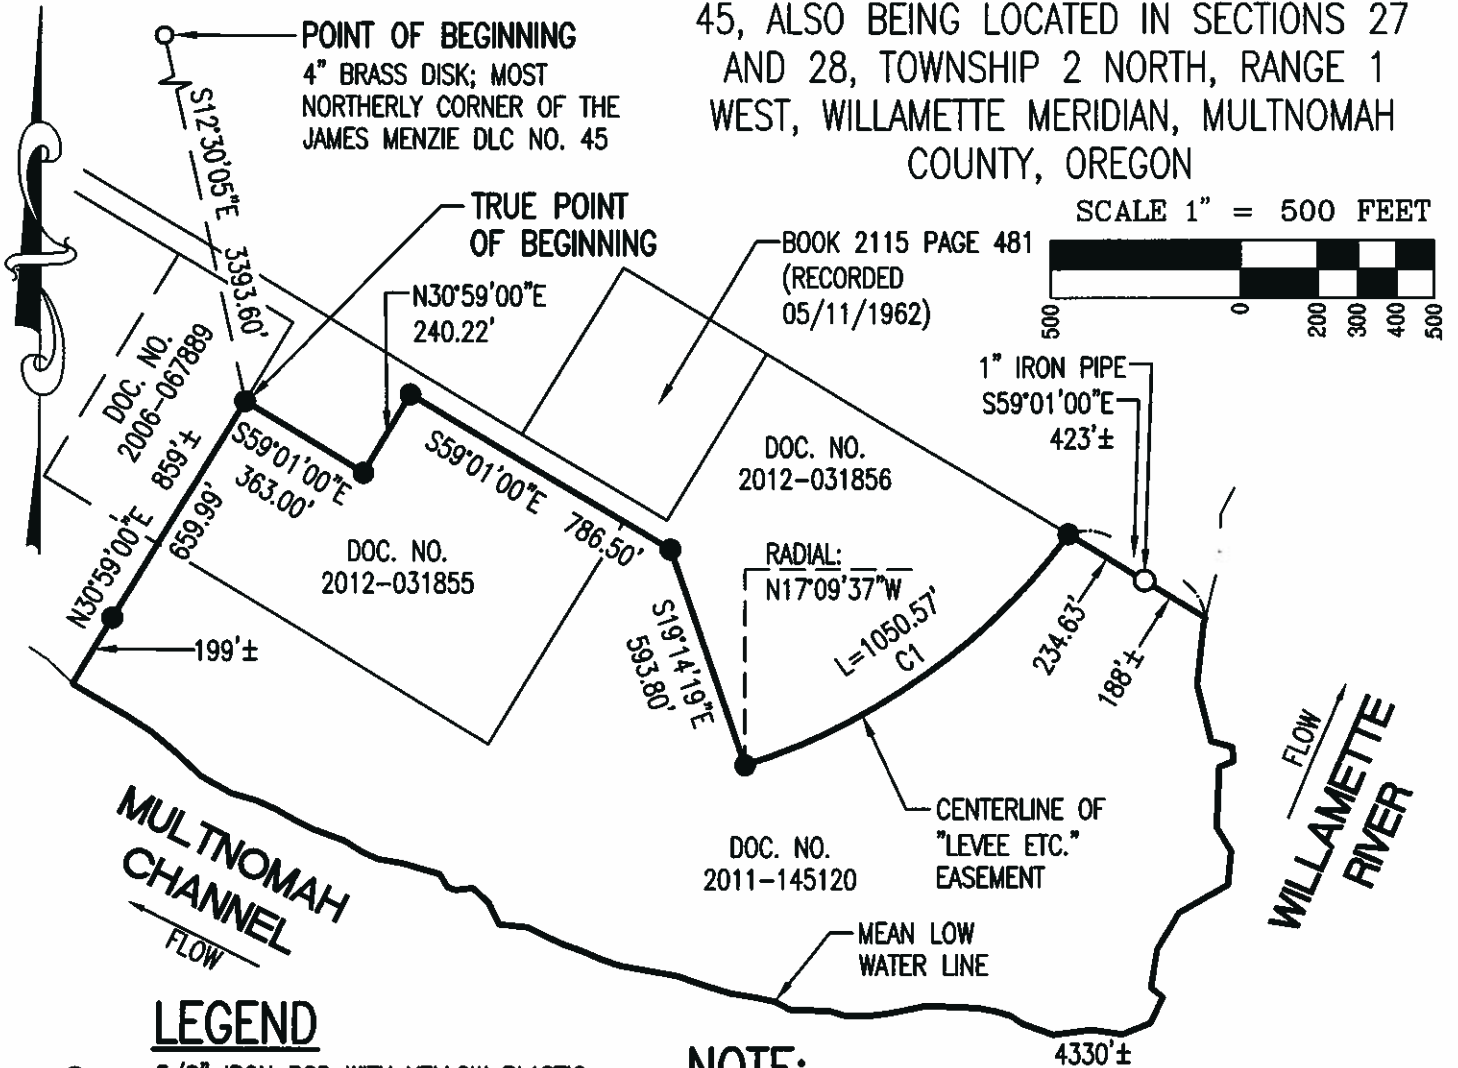 45, ALSO BEING LOCATED IN SECTIONS 27
AND 28, TOWNSHIP 2 NORTH, RANGE 1
WEST, WILLAMETTE MERIDIAN, MULTNOMAH
COUNTY, OREGON
POINT OF BEGINNING
4" BRASS DISK; MOST
NORTHERLY CORNER OF THE
JAMES MENZIE DLC NO. 45
S12°30'05"E 3393.60'
TRUE POINT
OF BEGINNING
SCALE 1" = 500 FEET
500 0 200 300 400 500
BOOK 2115 PAGE 481
(RECORDED
05/11/1962)
N30°59'00"E
240.22'
1" IRON PIPE
S59°01'00"E
423'±
DOC. NO.
2006-067889
S59°01'00"E
363.00'
S59°01'00"E 786.50'
DOC. NO.
2012-031856
N30°59'00"E 859'±
659.99'
DOC. NO.
2012-031855
RADIAL:
N17°09'37"W
L=1050.57'
C1
234.63'
188'±
199'±
S19°14'19"E
593.80'
FLOW
WILLAMETTE
RIVER
MULTNOMAH
CHANNEL
FLOW
CENTERLINE OF
"LEVEE ETC."
EASEMENT
DOC. NO.
2011-145120
MEAN LOW
WATER LINE
4330'±
LEGEND
5/8" IRON ROD WITH YELLOW PLASTIC
NOTE: